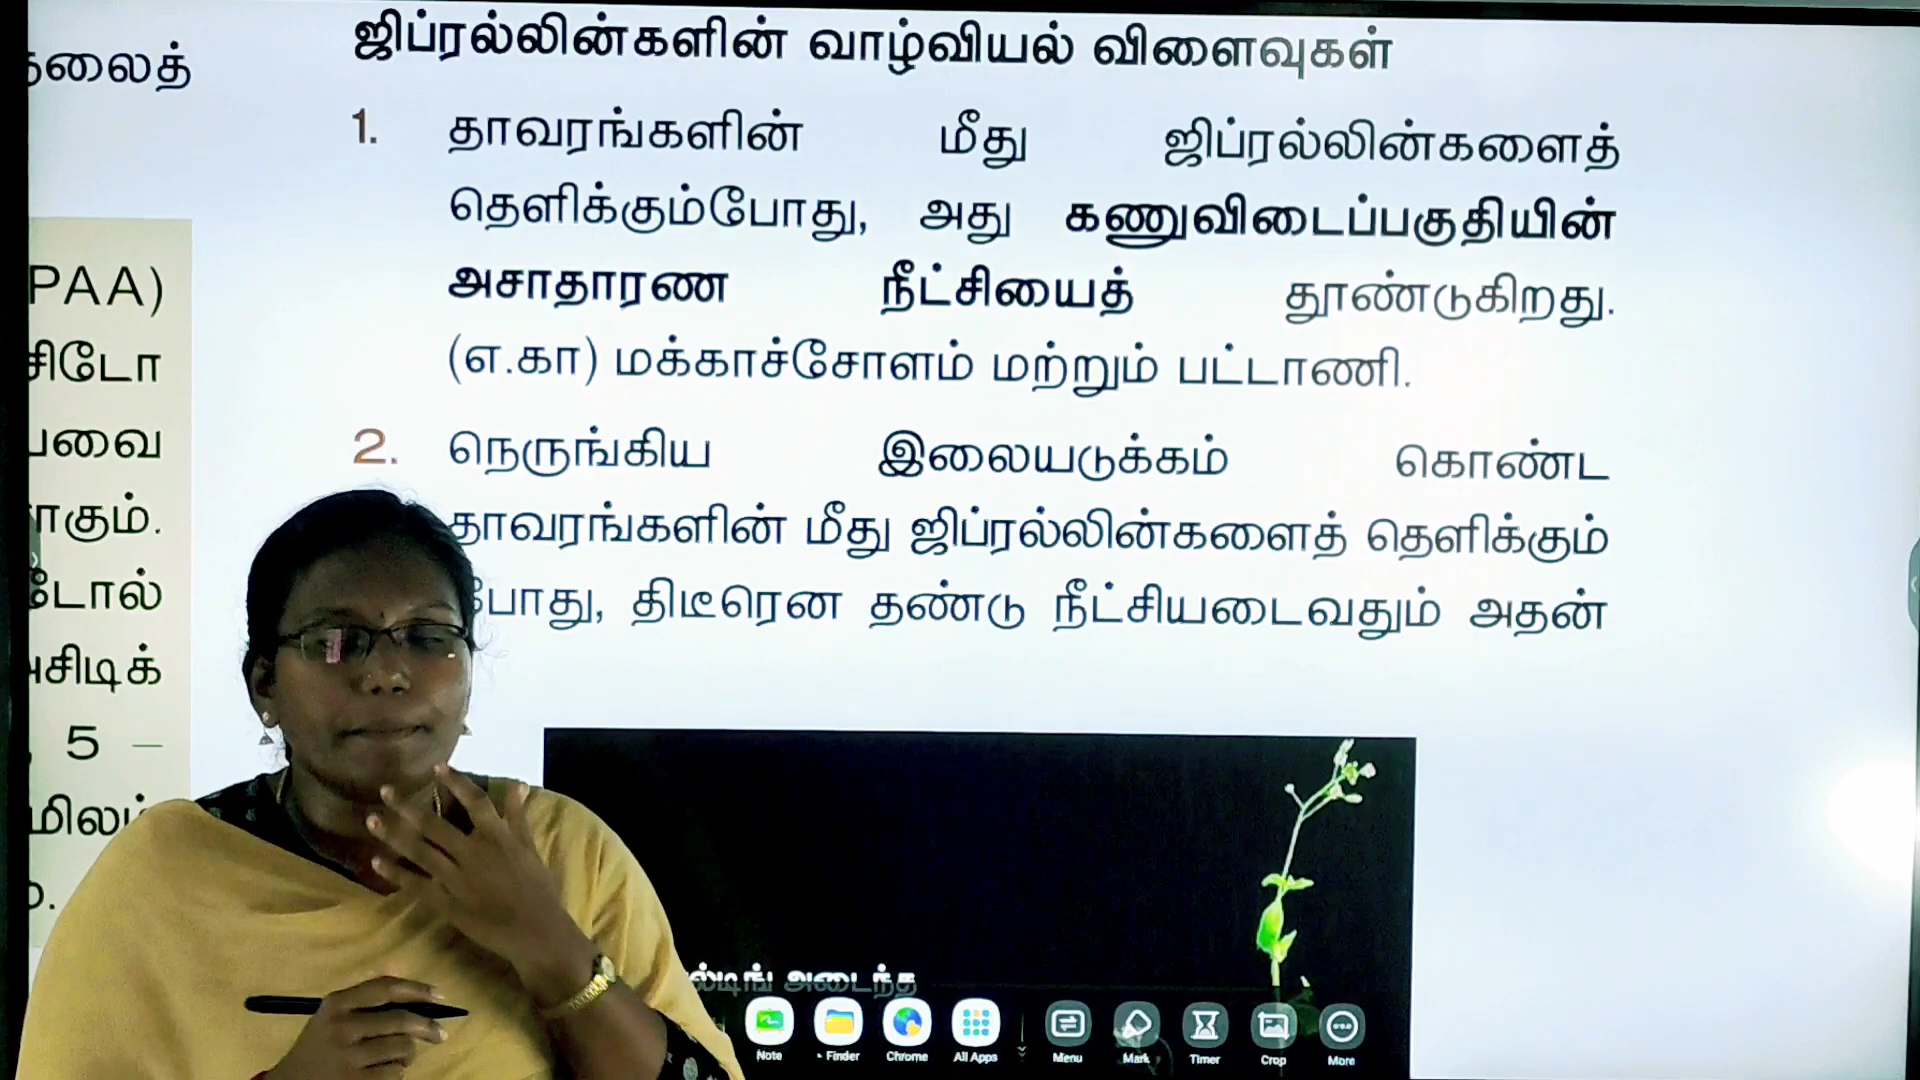 ஜிப்ரல்லின்களின் வாழ்வியல் விளைவுகள்
1. தாவரங்களின் மீது ஜிப்ரல்லின்களைத்
தெளிக்கும்போது, அது கணுவிடைப்பகுதியின்
அசாதாரண நீட்சியைத் தூண்டுகிறது.
(எ.கா) மக்காச்சோளம் மற்றும் பட்டாணி.
2. நெருங்கிய இலையடுக்கம் கொண்ட
தாவரங்களின் மீது ஜிப்ரல்லின்களைத் தெளிக்கும்
போது, திடீரென தண்டு நீட்சியடைவதும் அதன்
PAA)
5 –
அடைந்த
Note
Finder
Chrome
All Apps
Menu
Mark
Timer
Crop
More